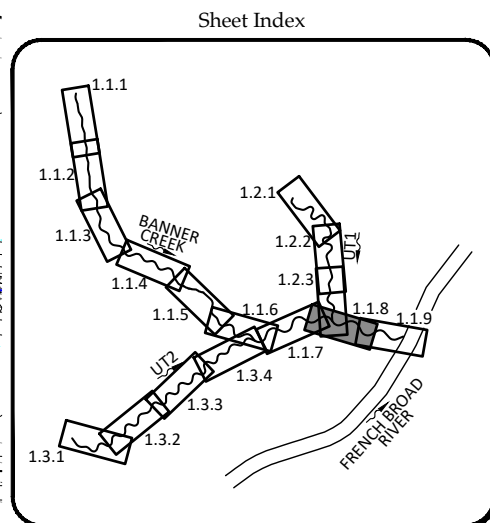 Sheet Index
1.1.1
1.1.2
1.2.1
1.1.3
BANNER
CREEK
1.2.2
UT1
1.1.4
1.2.3
1.1.5
1.1.6
1.1.8
1.1.9
1.1.7
UT2
1.3.4
1.3.3
1.3.2
1.3.1
FRENCH BROAD
RIVER